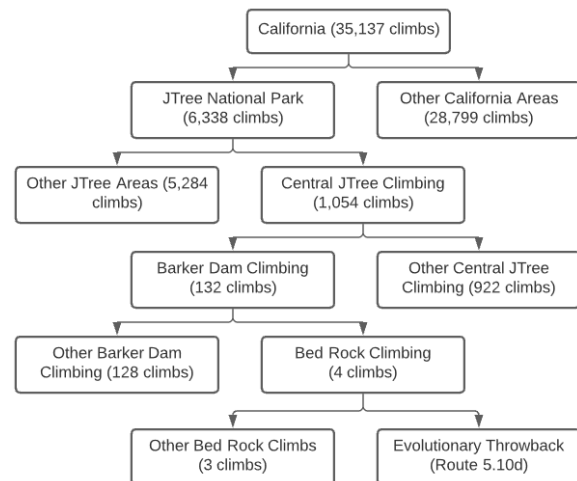 California (35,137 climbs)
JTree National Park
(6,338 climbs)
Other California Areas
(28,799 climbs)
Other JTree Areas (5,284
climbs)
Central JTree Climbing
(1,054 climbs)
Barker Dam Climbing
(132 climbs)
Other Central JTree
Climbing (922 climbs)
Other Barker Dam
Climbing (128 climbs)
Bed Rock Climbing
(4 climbs)
Other Bed Rock Climbs
(3 climbs)
Evolutionary Throwback
(Route 5.10d)